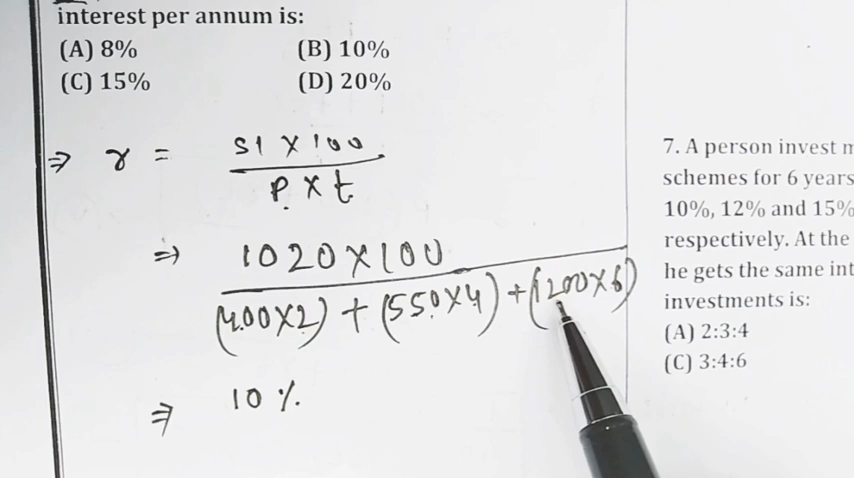 interest per annum is:
(A) 8% (B) 10%
(C) 15% (D) 20%
⇒ r = SI × 100
P × t
⇒ 1020 × 100
(400×2) + (550×4) + (1200×6)
⇒ 10 %
7. A person invest m
schemes for 6 years
10%, 12% and 15%
respectively. At the
he gets the same int
investments is:
(A) 2:3:4
(C) 3:4:6